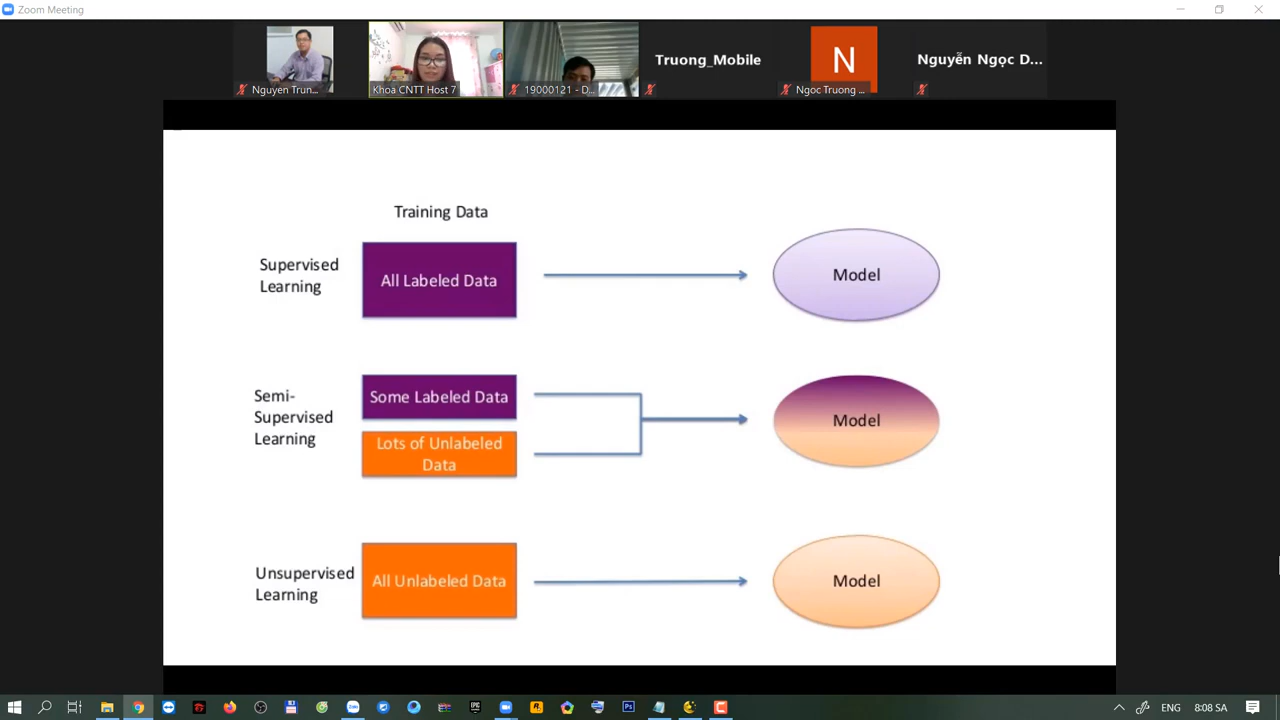 Zoom Meeting
Truong_Mobile
N
Nguyễn Ngọc D...
Nguyen Trun...
Khoa CNTT Host 7
19000121 - D...
Ngoc Truong ...
Training Data
Supervised
Learning
All Labeled Data
Model
Semi-
Supervised
Learning
Some Labeled Data
Lots of Unlabeled
Data
Model
Unsupervised
Learning
All Unlabeled Data
Model
ENG
8:08 SA